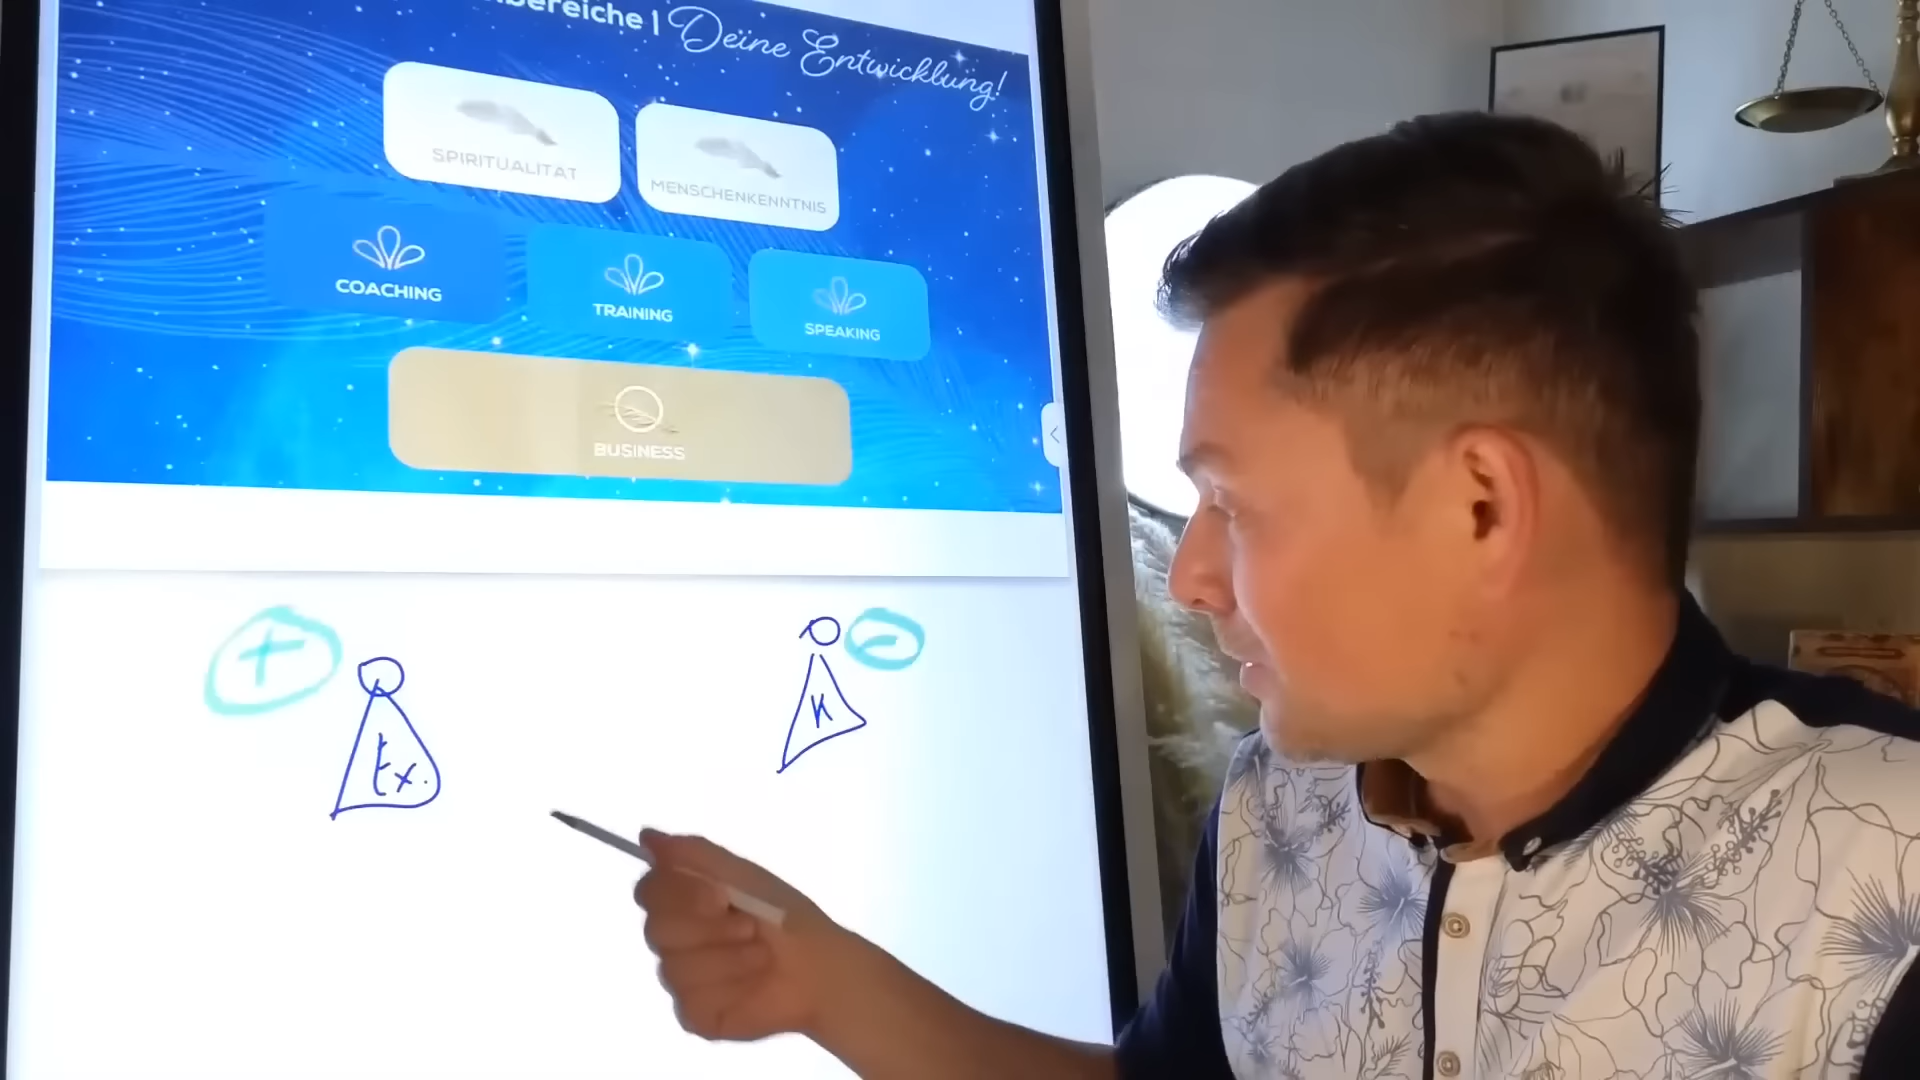 bereiche | Deine Entwicklung!
SPIRITUALITÄT
MENSCHENKENNTNIS
COACHING
TRAINING
SPEAKING
BUSINESS
+
-
Ex.
K